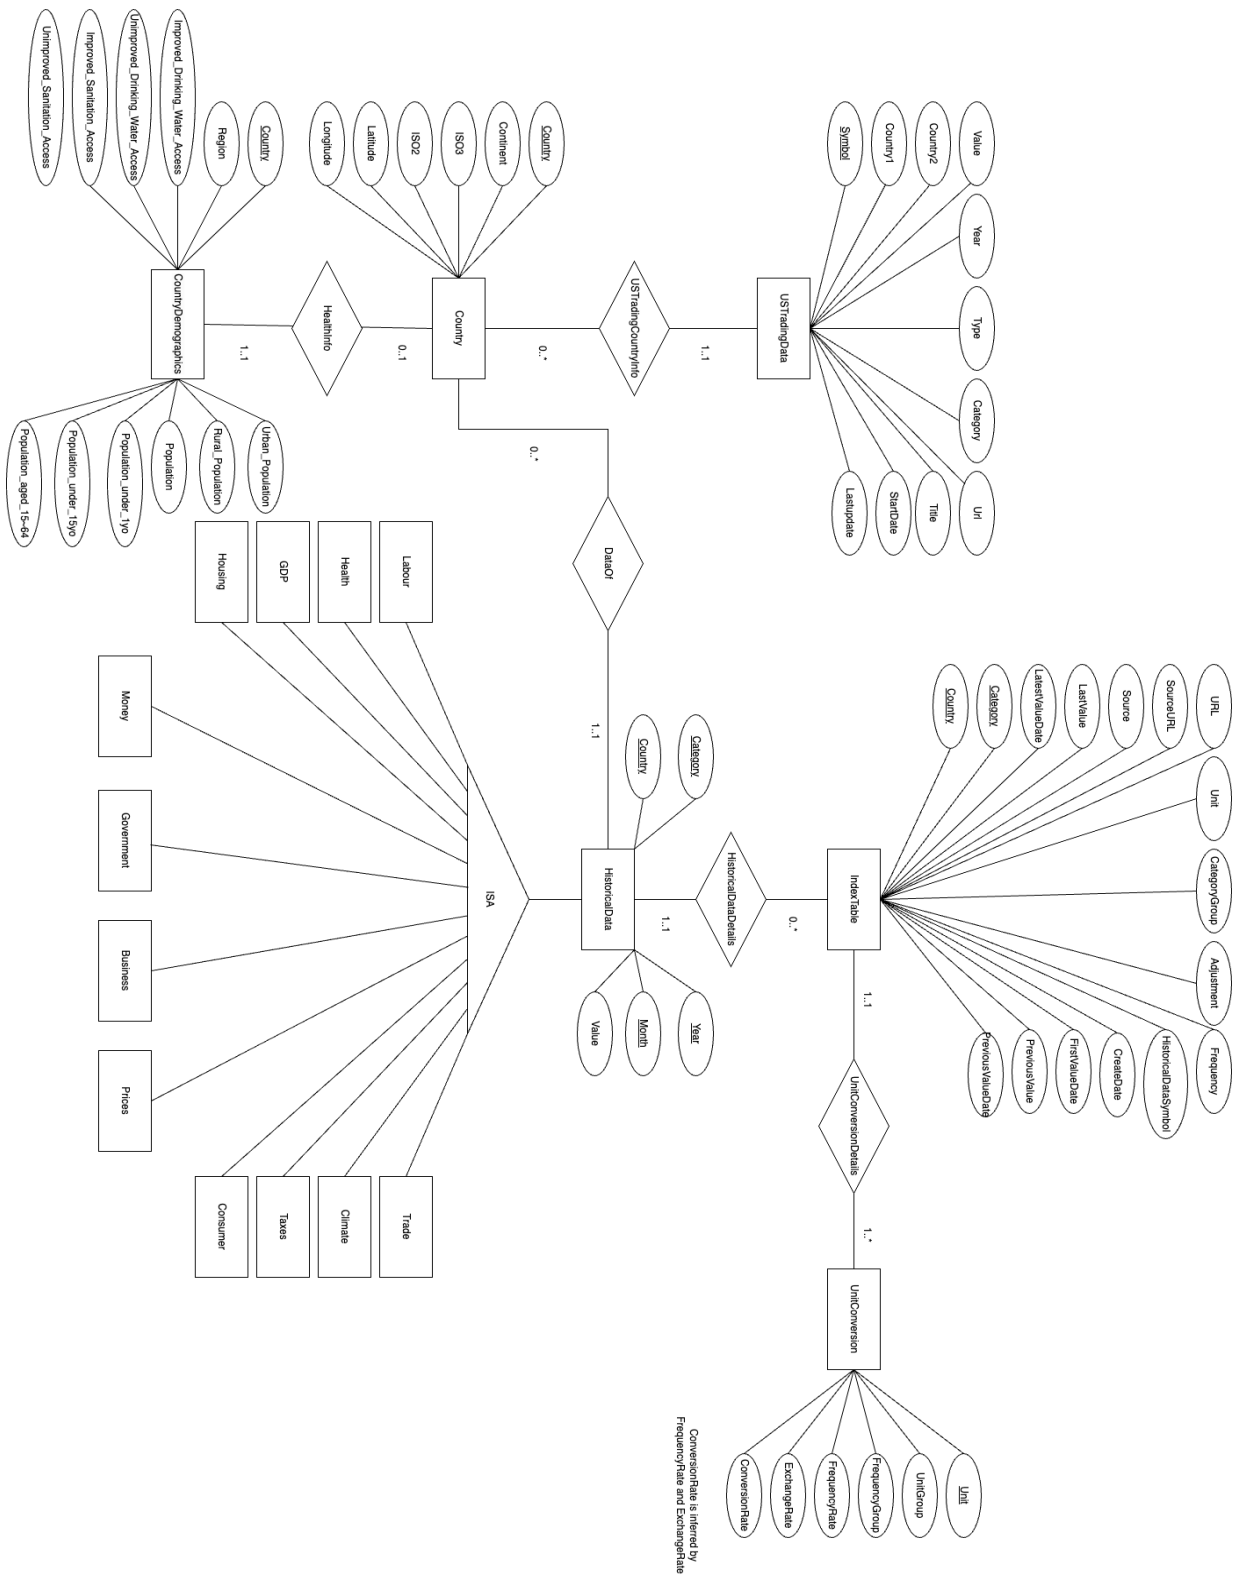 Value
Year
Type
Category
Url
Country2
Country1
Symbol
Title
StartDate
Lastupdate
USTradingData
1..1
USTradingCountryInfo
0..*
Country
Continent
ISO3
ISO2
Latitude
Longitude
Country
0..1
HealthInfo
1..1
CountryDemographics
Country
Region
Improved_Drinking_Water_Access
Unimproved_Drinking_Water_Access
Improved_Sanitation_Access
Unimproved_Sanitation_Access
Urban_Population
Rural_Population
Population
Population_under_1yo
Population_under_15yo
Population_aged_15~64
0..*
DataOf
1..1
URL
Unit
CategoryGroup
Adjustment
Frequency
SourceURL
Source
LastValue
LatestValueDate
Category
Country
HistoricalDataSymbol
CreateDate
FirstValueDate
PreviousValue
PreviousValueDate
IndexTable
0..*
HistoricalDataDetails
1..1
Category
Country
HistoricalData
Year
Month
Value
1..1
UnitConversionDetails
1..*
UnitConversion
Unit
UnitGroup
FrequencyGroup
FrequencyRate
ExchangeRate
ConversionRate
ConversionRate is inferred by
FrequencyRate and ExchangeRate
ISA
Labour
Health
GDP
Housing
Money
Government
Business
Prices
Trade
Climate
Taxes
Consumer